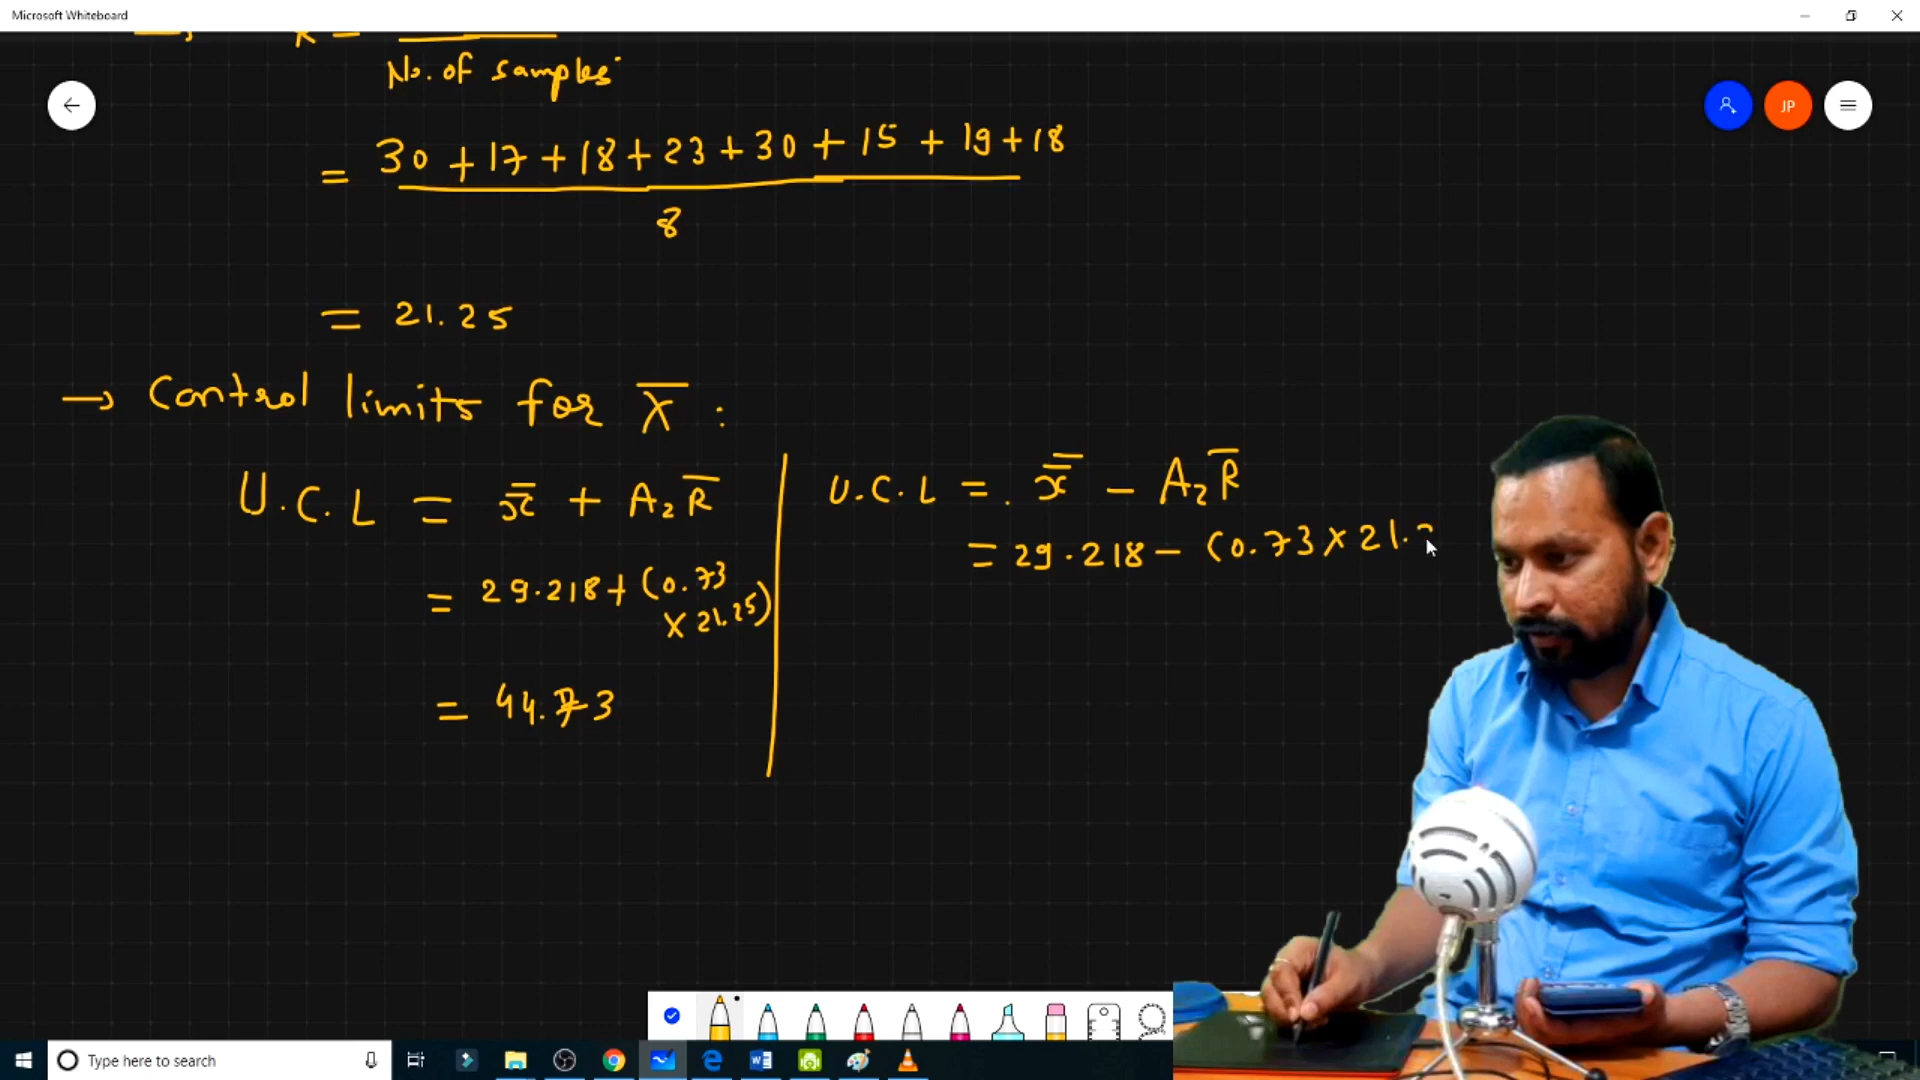 Microsoft Whiteboard
No. of samples
JP
= 30 + 17 + 18 + 23 + 30 + 15 + 19 + 18
8
= 21.25
→ Control limits for X̅ :
U.C.L = x̿ + A₂R̅
= 29.218 + (0.73
× 21.25)
= 44.73
U.C.L = x̿ − A₂R̅
= 29.218 − (0.73 × 21.
Type here to search